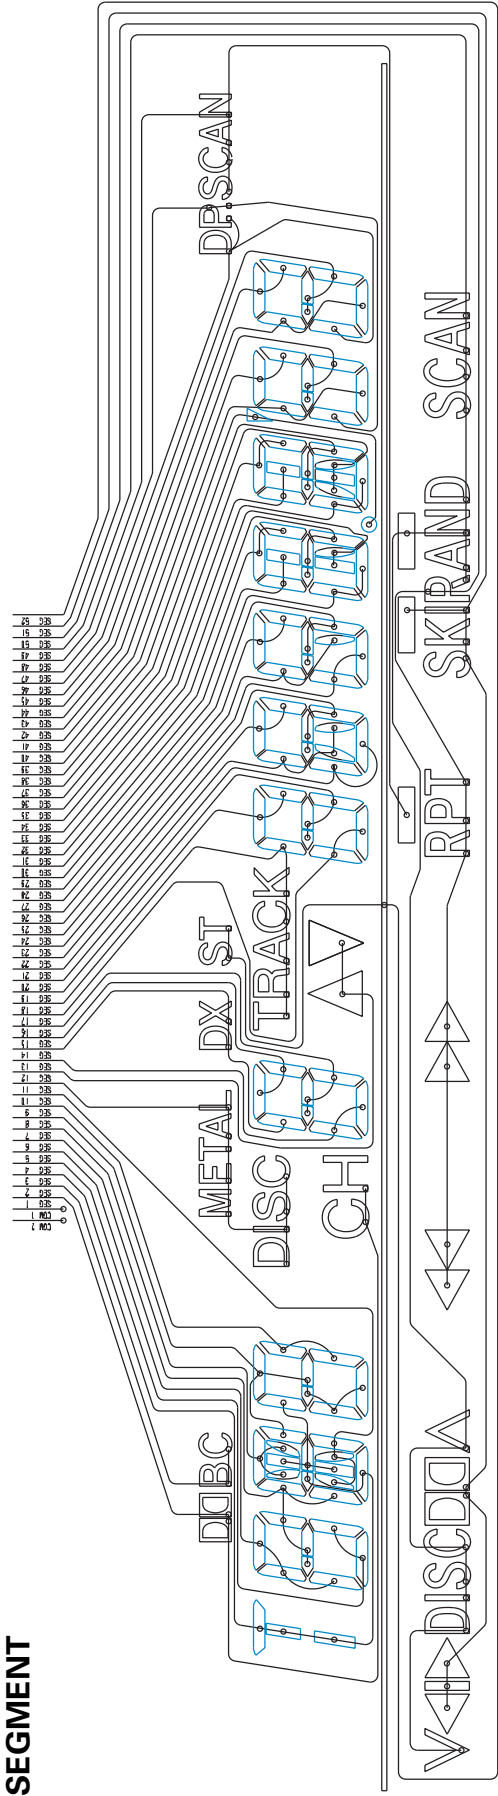 SEGMENT
COM 2
COM 1
SEG 1
SEG 2
SEG 3
SEG 4
SEG 5
SEG 6
SEG 7
SEG 8
SEG 9
SEG 10
SEG 11
SEG 12
SEG 13
SEG 14
SEG 15
SEG 16
SEG 17
SEG 18
SEG 19
SEG 20
SEG 21
SEG 22
SEG 23
SEG 24
SEG 25
SEG 26
SEG 27
SEG 28
SEG 29
SEG 30
SEG 31
SEG 32
SEG 33
SEG 34
SEG 35
SEG 36
SEG 37
SEG 38
SEG 39
SEG 40
SEG 41
SEG 42
SEG 43
SEG 44
SEG 45
SEG 46
SEG 47
SEG 48
SEG 49
SEG 50
SEG 51
SEG 52
BC METAL DX ST DPSCAN
DISC TRACK
CH
DISC RPT SKIRAND SCAN